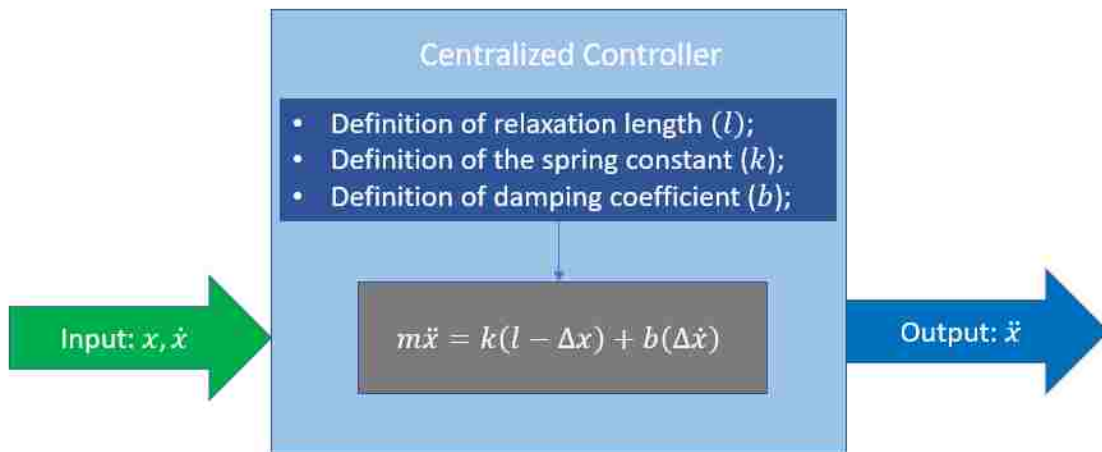 Centralized Controller
• Definition of relaxation length (𝑙);
• Definition of the spring constant (𝑘);
• Definition of damping coefficient (𝑏);
Input: 𝑥, 𝑥̇
𝑚𝑥̈ = 𝑘(𝑙 − Δ𝑥) + 𝑏(Δ𝑥̇)
Output: 𝑥̈